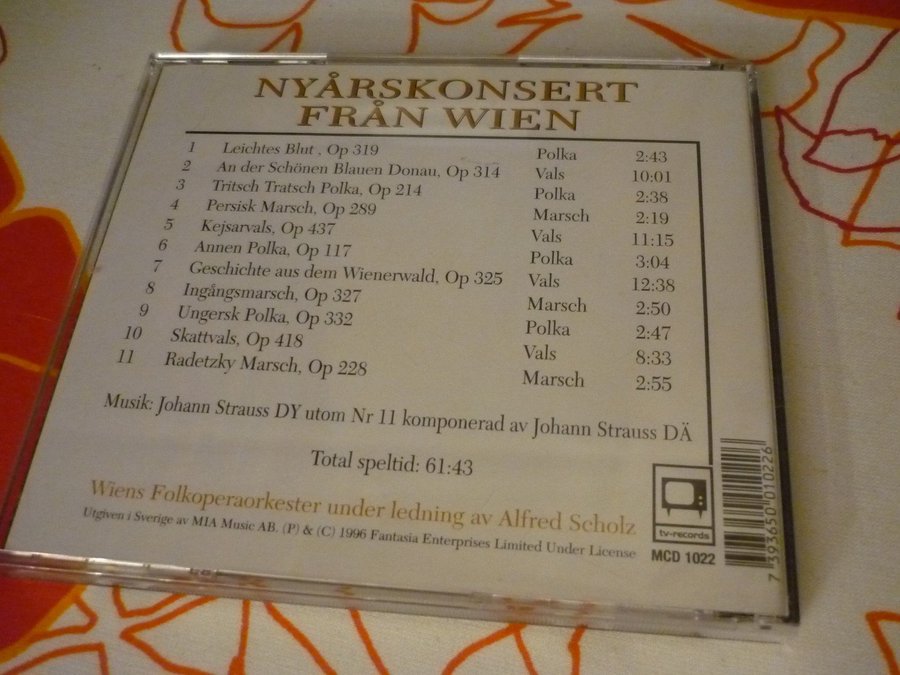 NYÅRSKONSERT
FRÅN WIEN
1 Leichtes Blut , Op 319 Polka 2:43
2 An der Schönen Blauen Donau, Op 314 Vals 10:01
3 Tritsch Tratsch Polka, Op 214 Polka 2:38
4 Persisk Marsch, Op 289 Marsch 2:19
5 Kejsarvals, Op 437 Vals 11:15
6 Annen Polka, Op 117 Polka 3:04
7 Geschichte aus dem Wienerwald, Op 325 Vals 12:38
8 Ingångsmarsch, Op 327 Marsch 2:50
9 Ungersk Polka, Op 332 Polka 2:47
10 Skattvals, Op 418 Vals 8:33
11 Radetzky Marsch, Op 228 Marsch 2:55
Musik: Johann Strauss DY utom Nr 11 komponerad av Johann Strauss DÄ
Total speltid: 61:43
Wiens Folkoperaorkester under ledning av Alfred Scholz
Utgiven i Sverige av MIA Music AB. (P) & (C) 1996 Fantasia Enterprises Limited Under License
tv-records
MCD 1022
7 393650 010226